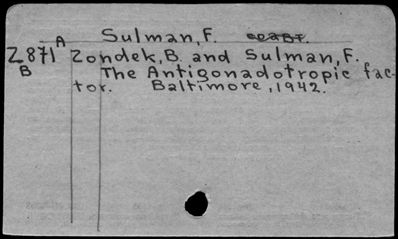 Sulman, F.
A
Z871 Zondek, B. and Sulman, F.
B The Antigonadotropic fac-
tor. Baltimore, 1942.